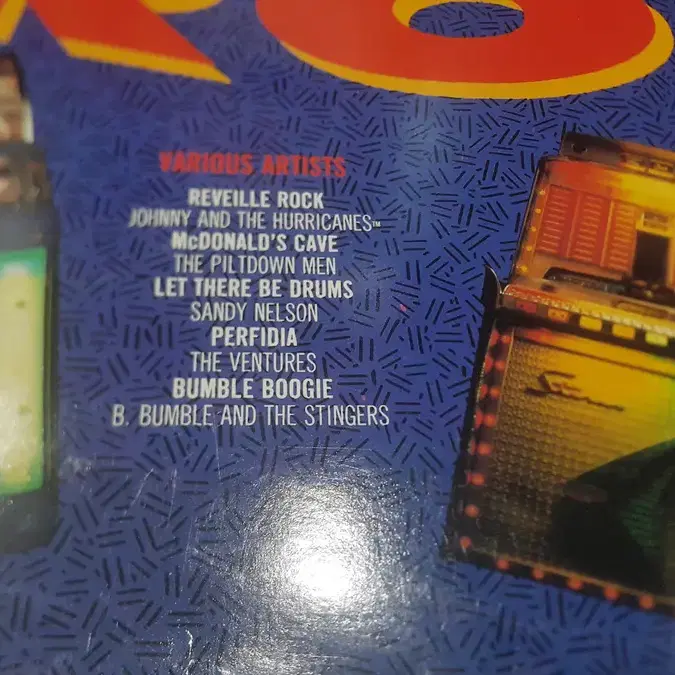 VARIOUS ARTISTS
REVEILLE ROCK
JOHNNY AND THE HURRICANES™
McDONALD'S CAVE
THE PILTDOWN MEN
LET THERE BE DRUMS
SANDY NELSON
PERFIDIA
THE VENTURES
BUMBLE BOOGIE
B. BUMBLE AND THE STINGERS